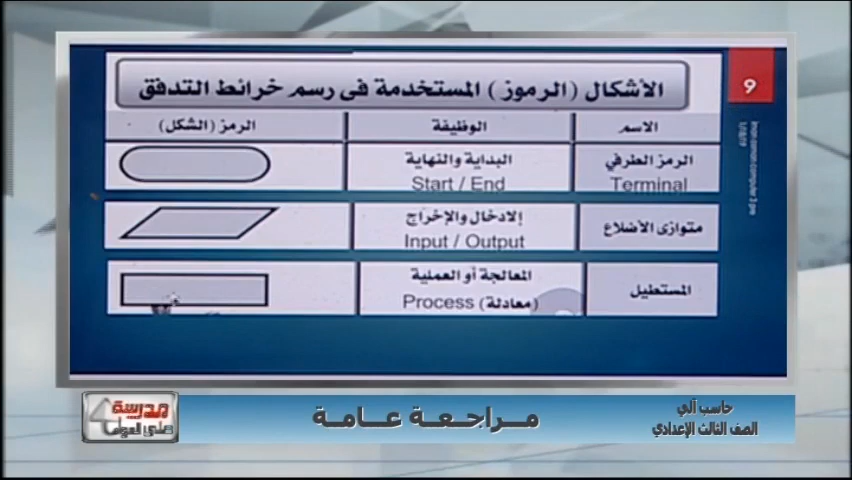 الأشكال (الرموز) المستخدمة فى رسم خرائط التدفق
9
الاسم الوظيفة الرمز (الشكل)
الرمز الطرفي البداية والنهاية
Terminal Start / End
متوازى الأضلاع الإدخال والإخراج
Input / Output
المستطيل المعالجة أو العملية
Process (معادلة)
حاسب آلي
الصف الثالث الإعدادي
مراجعة عامة
مدرسة
على الهواء